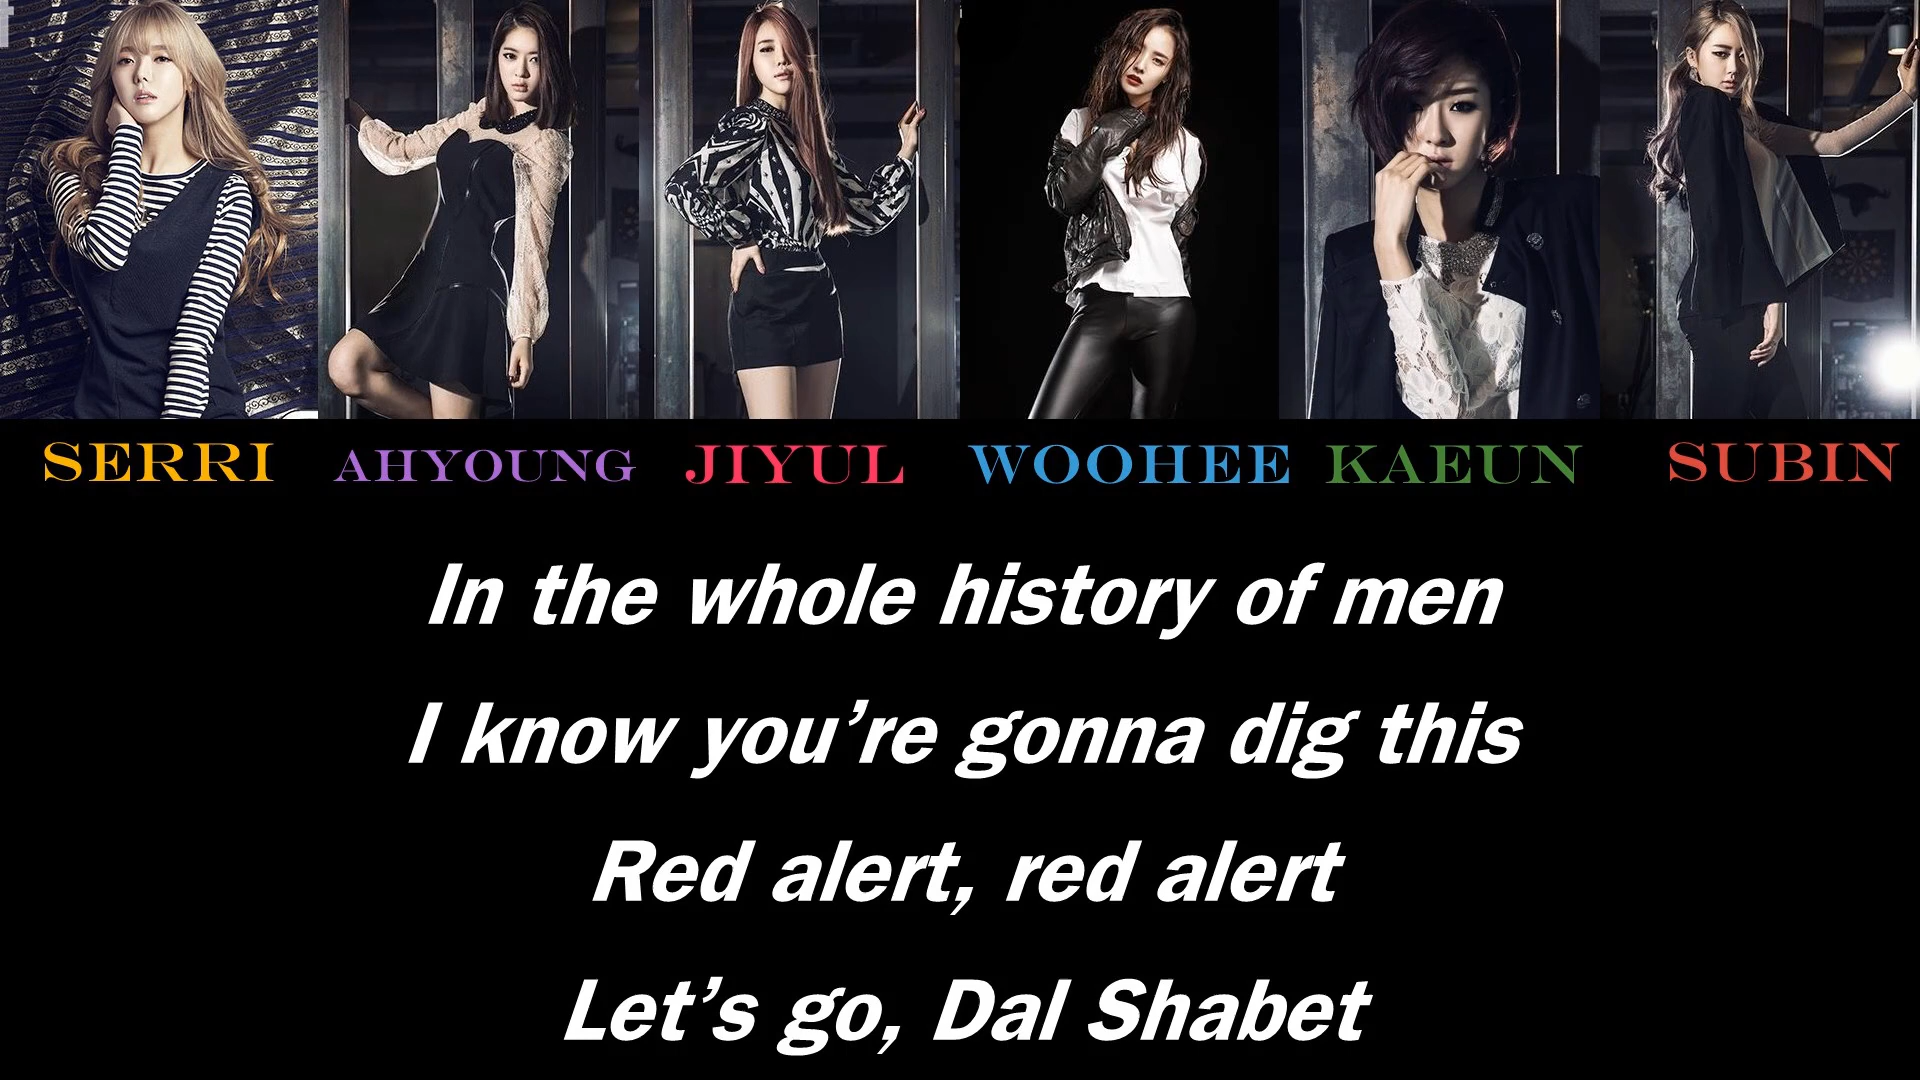 SERRI AHYOUNG JIYUL WOOHEE KAEUN SUBIN
In the whole history of men
I know you’re gonna dig this
Red alert, red alert
Let’s go, Dal Shabet